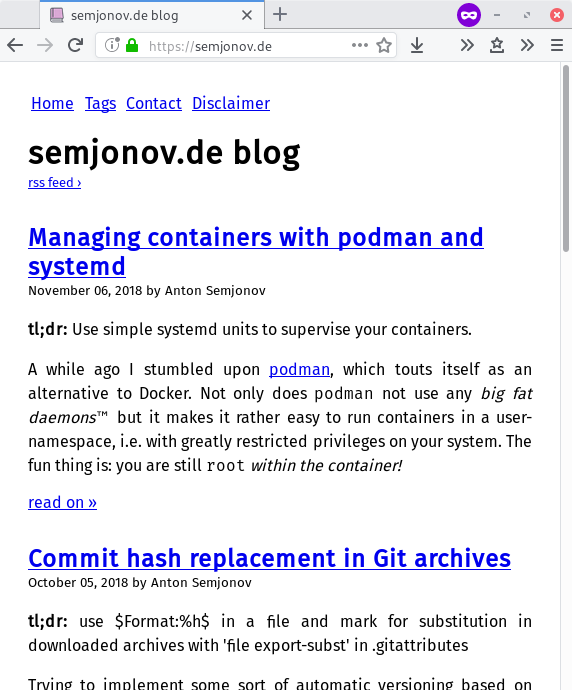 semjonov.de blog
https://semjonov.de
Home Tags Contact Disclaimer
semjonov.de blog
rss feed ›
Managing containers with podman and
systemd
November 06, 2018 by Anton Semjonov
tl;dr: Use simple systemd units to supervise your containers.
A while ago I stumbled upon podman, which touts itself as an
alternative to Docker. Not only does podman not use any big fat
daemons™ but it makes it rather easy to run containers in a user-
namespace, i.e. with greatly restricted privileges on your system. The
fun thing is: you are still root within the container!
read on »
Commit hash replacement in Git archives
October 05, 2018 by Anton Semjonov
tl;dr: use $Format:%h$ in a file and mark for substitution in
downloaded archives with 'file export-subst' in .gitattributes
Trying to implement some sort of automatic versioning based on